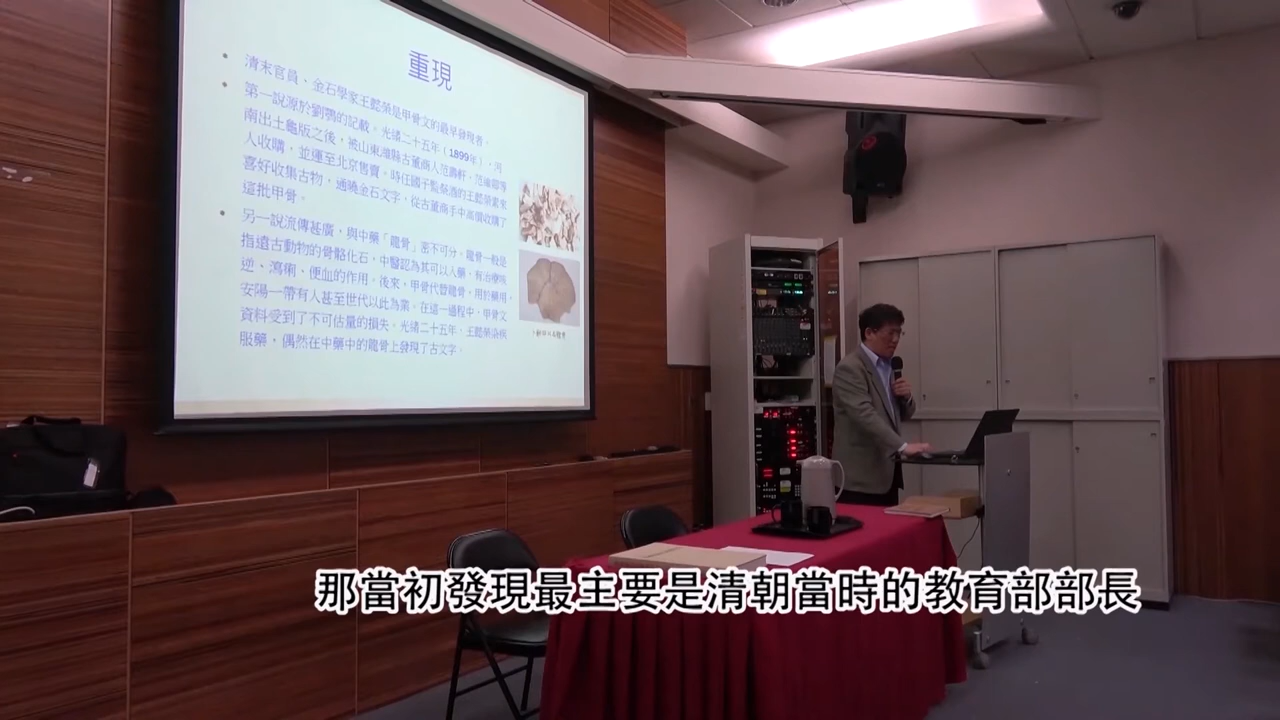 重現
• 清末官員、金石學家王懿榮是甲骨文的最早發現者。
• 第一說源於劉鶚的記載。光緒二十五年（1899年），河
南出土龜版之後，被山東濰縣古董商人范壽軒、范維卿等
人收購，並運至北京售賣。時任國子監祭酒的王懿榮素來
喜好收集古物，通曉金石文字，從古董商手中高價收購了
這批甲骨。
• 另一說流傳甚廣，與中藥「龍骨」密不可分。龍骨一般是
指遠古動物的骨骼化石，中醫認為其可以入藥，有治療咳
逆、瀉痢、便血的作用。後來，甲骨代替龍骨，用於藥用，
安陽一帶有人甚至世代以此為業。在這一過程中，甲骨文
資料受到了不可估量的損失。光緒二十五年，王懿榮染疾
服藥，偶然在中藥中的龍骨上發現了古文字。
那當初發現最主要是清朝當時的教育部部長